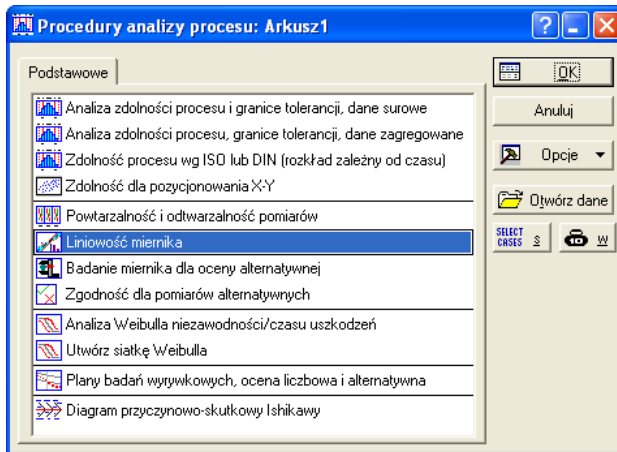 Procedury analizy procesu: Arkusz1
Podstawowe
Analiza zdolności procesu i granice tolerancji, dane surowe
Analiza zdolności procesu, granice tolerancji, dane zagregowane
Zdolność procesu wg ISO lub DIN (rozkład zależny od czasu)
Zdolność dla pozycjonowania X-Y
Powtarzalność i odtwarzalność pomiarów
Liniowość miernika
Badanie miernika dla oceny alternatywnej
Zgodność dla pomiarów alternatywnych
Analiza Weibulla niezawodności/czasu uszkodzeń
Utwórz siatkę Weibulla
Plany badań wyrywkowych, ocena liczbowa i alternatywna
Diagram przyczynowo-skutkowy Ishikawy
OK
Anuluj
Opcje
Otwórz dane
SELECT CASES S
W